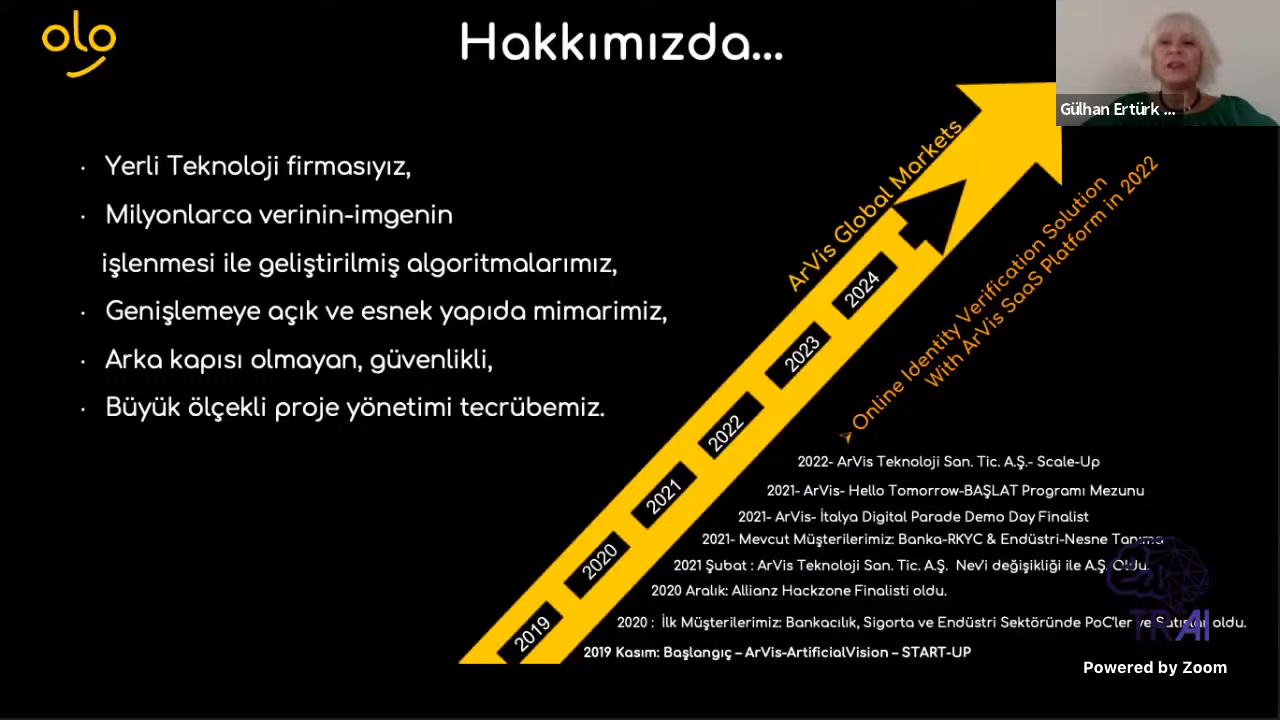 olo
Hakkımızda...
Gülhan Ertürk ...
· Yerli Teknoloji firmasıyız,
· Milyonlarca verinin-imgenin
işlenmesi ile geliştirilmiş algoritmalarımız,
· Genişlemeye açık ve esnek yapıda mimarimiz,
· Arka kapısı olmayan, güvenlikli,
· Büyük ölçekli proje yönetimi tecrübemiz.
ArVis Global Markets
➢ Online Identity Verification Solution
With ArVis SaaS Platform in 2022
2024
2023
2022
2021
2020
2019
2022- ArVis Teknoloji San. Tic. A.Ş.- Scale-Up
2021- ArVis- Hello Tomorrow-BAŞLAT Programı Mezunu
2021- ArVis- İtalya Digital Parade Demo Day Finalist
2021- Mevcut Müşterilerimiz: Banka-RKYC & Endüstri-Nesne Tanıma
2021 Şubat : ArVis Teknoloji San. Tic. A.Ş. Nev'i değişikliği ile A.Ş. Oldu.
2020 Aralık: Allianz Hackzone Finalisti oldu.
2020 : İlk Müşterilerimiz: Bankacılık, Sigorta ve Endüstri Sektöründe PoC'ler ve Satışlar oldu.
2019 Kasım: Başlangıç – ArVis-ArtificialVision – START-UP
TRAI
Powered by Zoom